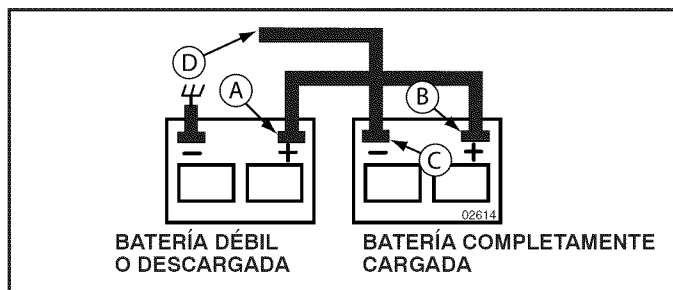 D
A
B
C
- +
- +
02614
BATERÍA DÉBIL
O DESCARGADA
BATERÍA COMPLETAMENTE
CARGADA